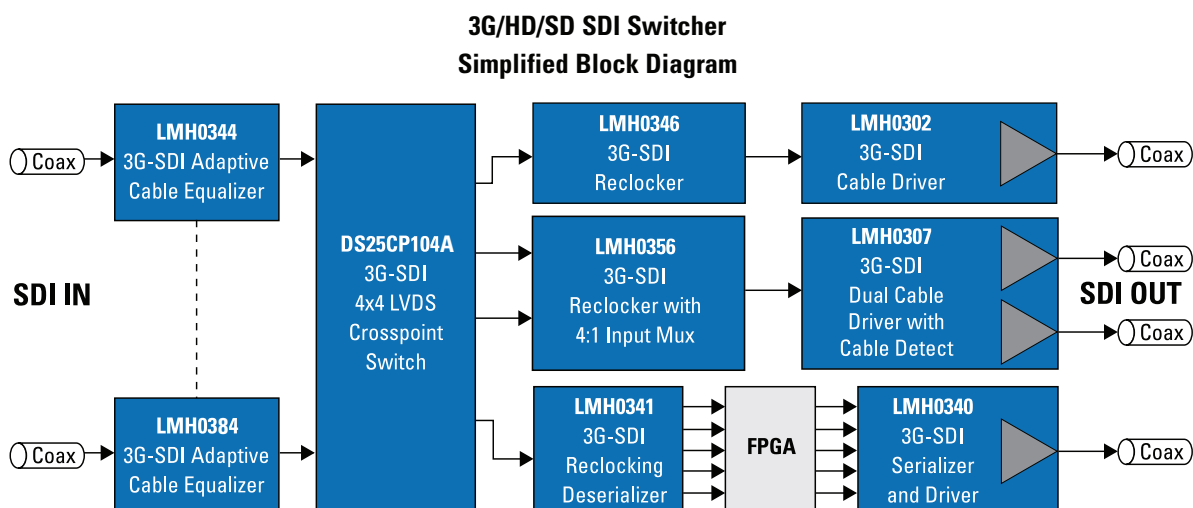 3G/HD/SD SDI Switcher
Simplified Block Diagram
SDI IN
Coax
LMH0344
3G-SDI Adaptive
Cable Equalizer
Coax
LMH0384
3G-SDI Adaptive
Cable Equalizer
DS25CP104A
3G-SDI
4x4 LVDS
Crosspoint
Switch
LMH0346
3G-SDI
Reclocker
LMH0302
3G-SDI
Cable Driver
Coax
LMH0356
3G-SDI
Reclocker with
4:1 Input Mux
LMH0307
3G-SDI
Dual Cable
Driver with
Cable Detect
Coax
SDI OUT
Coax
LMH0341
3G-SDI
Reclocking
Deserializer
FPGA
LMH0340
3G-SDI
Serializer
and Driver
Coax